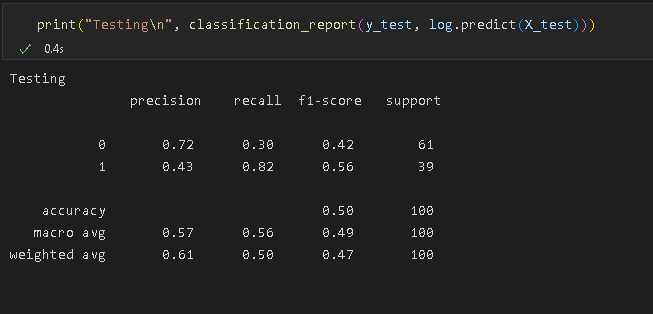 print("Testing\n", classification_report(y_test, log.predict(X_test)))
0.4s
Testing
precision recall f1-score support
0 0.72 0.30 0.42 61
1 0.43 0.82 0.56 39
accuracy 0.50 100
macro avg 0.57 0.56 0.49 100
weighted avg 0.61 0.50 0.47 100